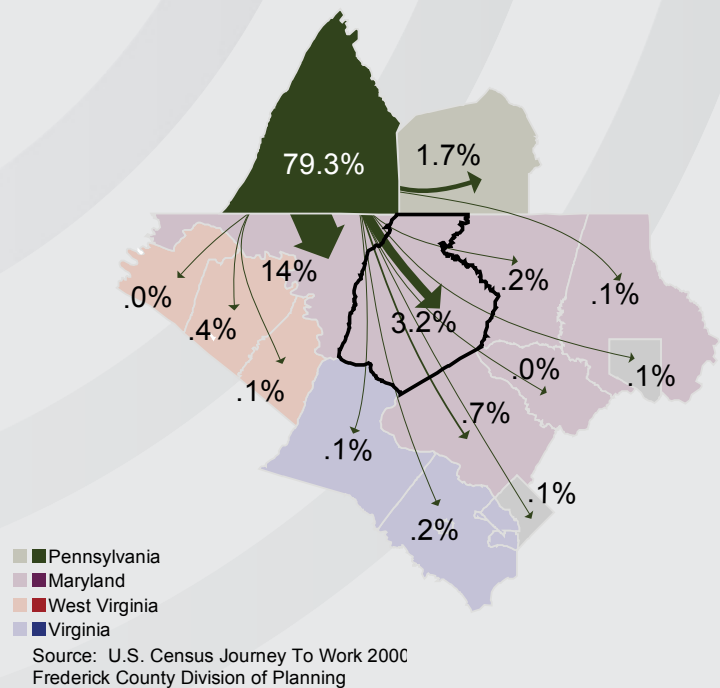 79.3%
1.7%
14%
.2%
.0%
.1%
.4%
3.2%
.0%
.1%
.1%
.7%
.1%
.1%
.2%
Pennsylvania
Maryland
West Virginia
Virginia
Source: U.S. Census Journey To Work 2000
Frederick County Division of Planning